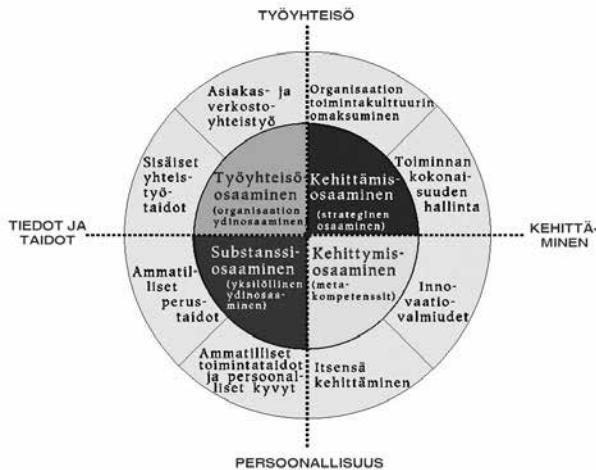 TYÖYHTEISÖ
Asiakas- ja
verkosto-
yhteistyö
Organisaation
toimintakulttuurin
omaksuminen
Sisäiset
yhteis-
työ-
taidot
Työyhteisö-
osaaminen
(organisaation
ydinosaaminen)
Kehittämis-
osaaminen
(strateginen
osaaminen)
Toiminnan
kokonai-
suuden
hallinta
TIEDOT JA
TAIDOT
KEHITTÄ-
MINEN
Ammatil-
liset
perus-
taidot
Substanssi-
osaaminen
(yksilöllinen
ydinosaa-
minen)
Kehittymis-
osaaminen
(meta-
kompetenssit)
Inno-
vaatio-
valmiudet
Ammatilliset
toimintataidot
ja persoonal-
liset kyvyt
Itsensä
kehittäminen
PERSOONALLISUUS